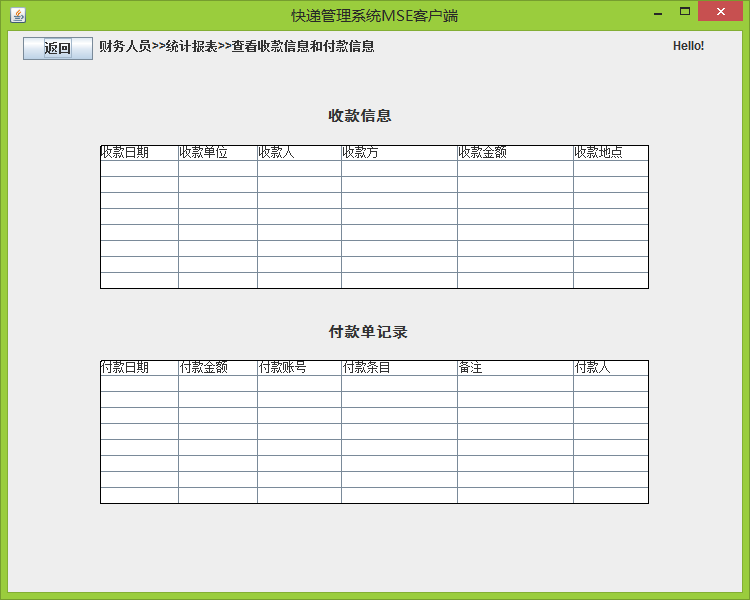 快递管理系统MSE客户端
返回 财务人员>>统计报表>>查看收款信息和付款信息 Hello!
收款信息
收款日期 收款单位 收款人 收款方 收款金额 收款地点
付款单记录
付款日期 付款金额 付款账号 付款条目 备注 付款人